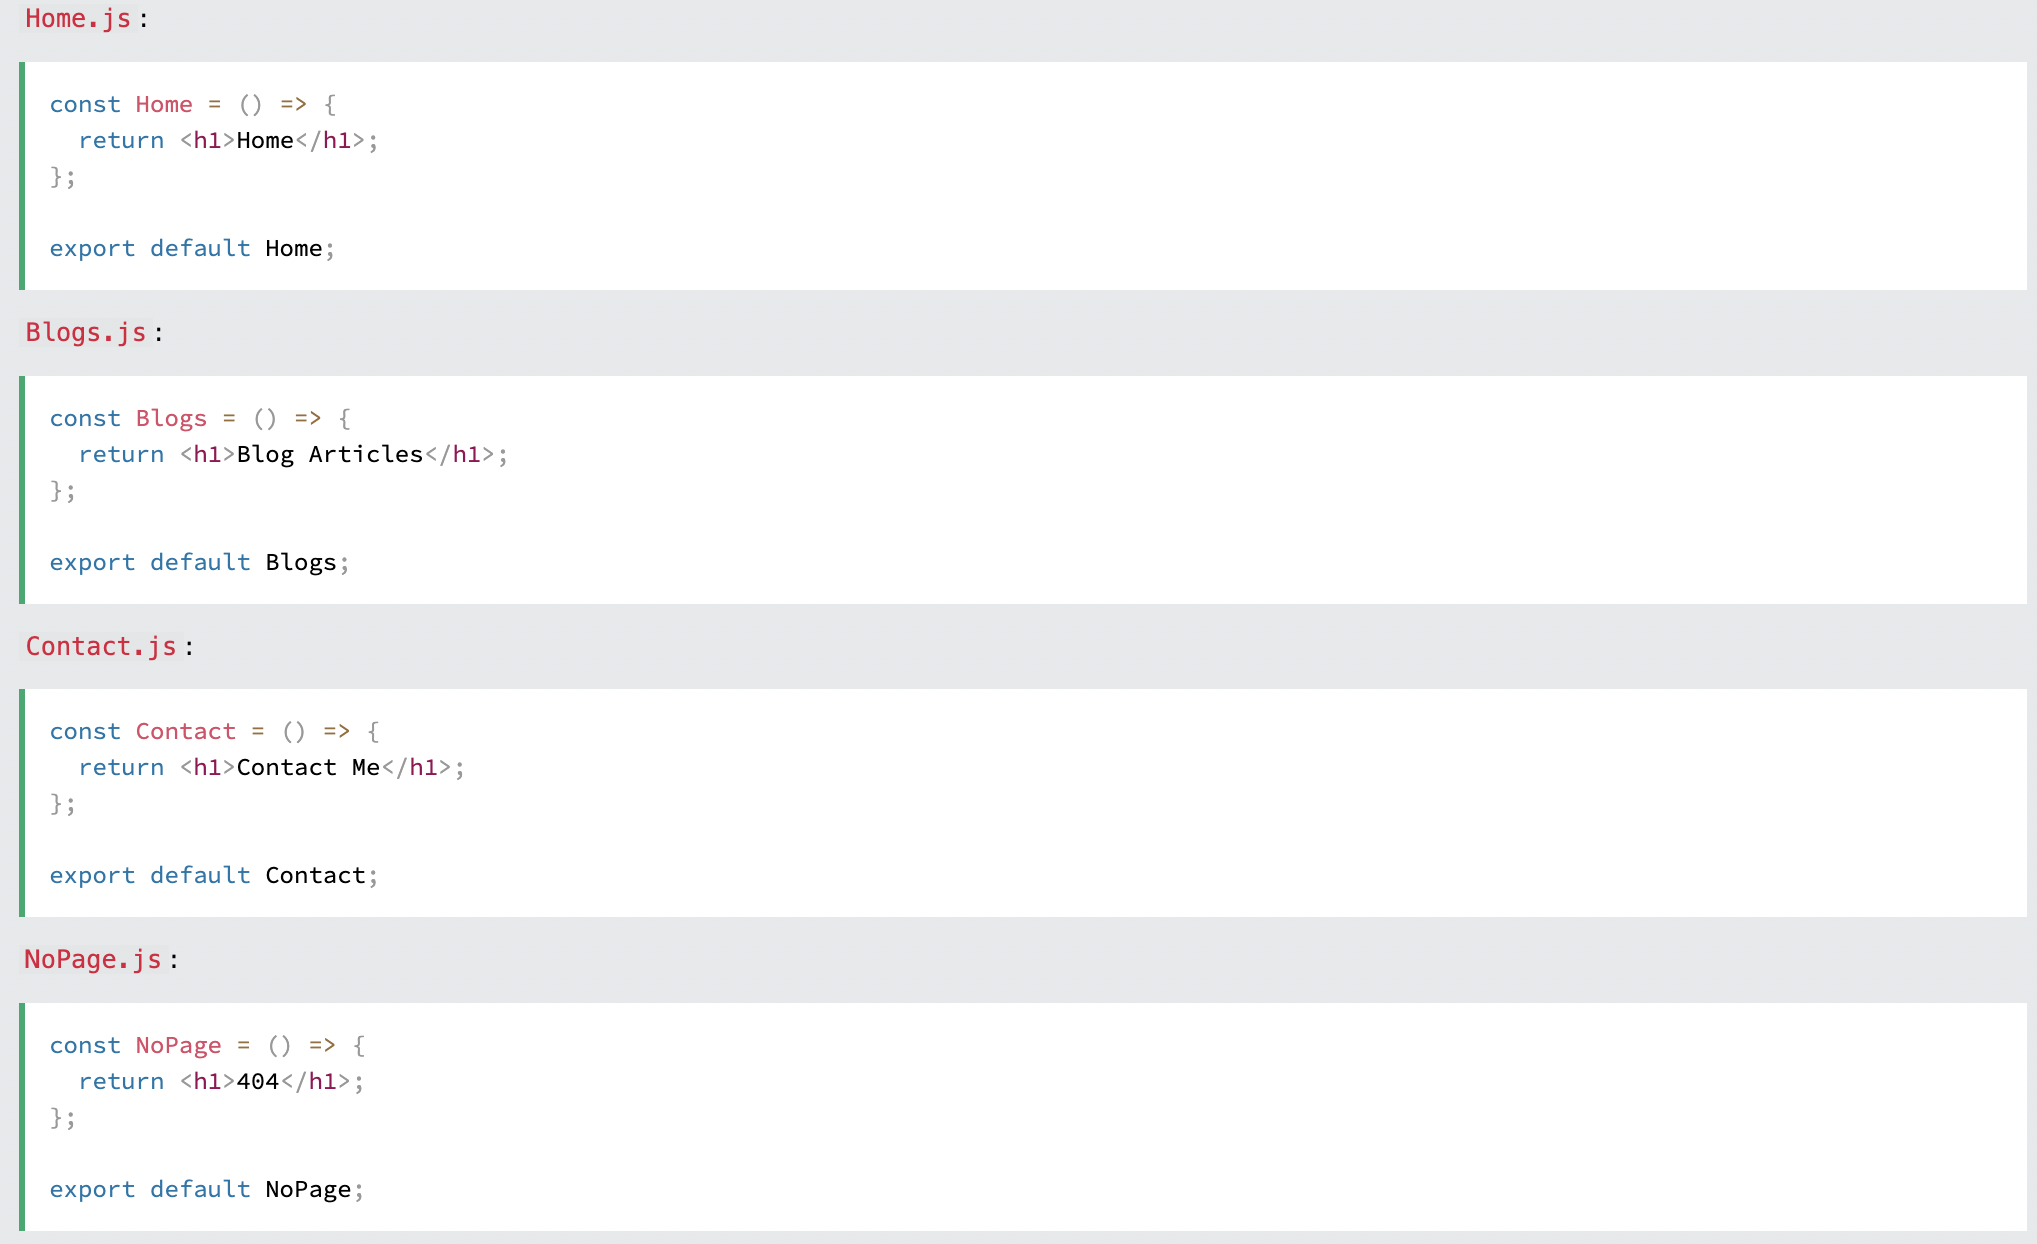 Home.js:
const Home = () => {
  return <h1>Home</h1>;
};
export default Home;
Blogs.js:
const Blogs = () => {
  return <h1>Blog Articles</h1>;
};
export default Blogs;
Contact.js:
const Contact = () => {
  return <h1>Contact Me</h1>;
};
export default Contact;
NoPage.js:
const NoPage = () => {
  return <h1>404</h1>;
};
export default NoPage;